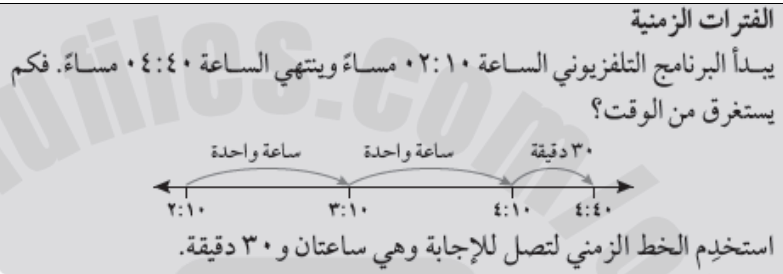 الفترات الزمنية
يبدأ البرنامج التلفزيوني الساعة ٠٢:١٠ مساءً وينتهي الساعة ٠٤:٤٠ مساءً. فكم
يستغرق من الوقت؟
ساعة واحدة ساعة واحدة ٣٠ دقيقة
٢:١٠ ٣:١٠ ٤:١٠ ٤:٤٠
استخدِم الخط الزمني لتصل للإجابة وهي ساعتان و ٣٠ دقيقة.